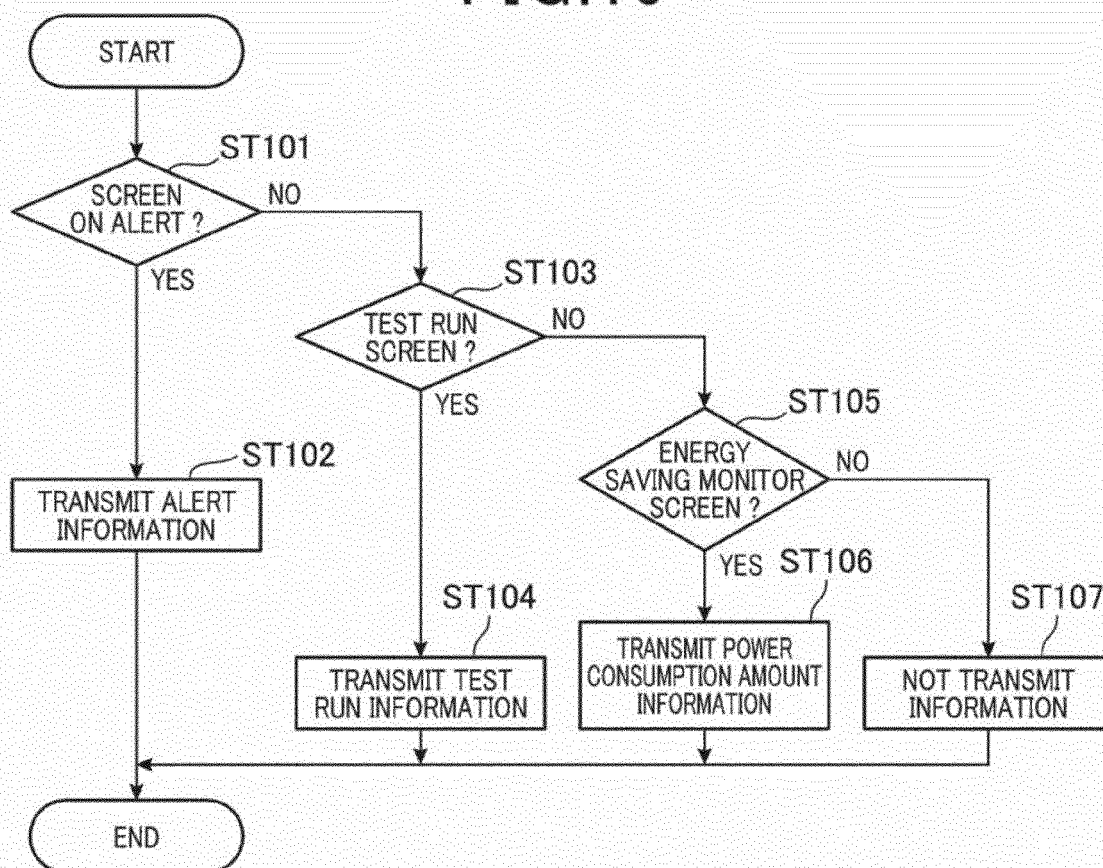 START
ST101
SCREEN
ON ALERT ?
NO
YES
ST103
TEST RUN
SCREEN ?
NO
YES
ST105
ENERGY
SAVING MONITOR
SCREEN ?
NO
YES
ST102
TRANSMIT ALERT
INFORMATION
ST104
TRANSMIT TEST
RUN INFORMATION
ST106
TRANSMIT POWER
CONSUMPTION AMOUNT
INFORMATION
ST107
NOT TRANSMIT
INFORMATION
END